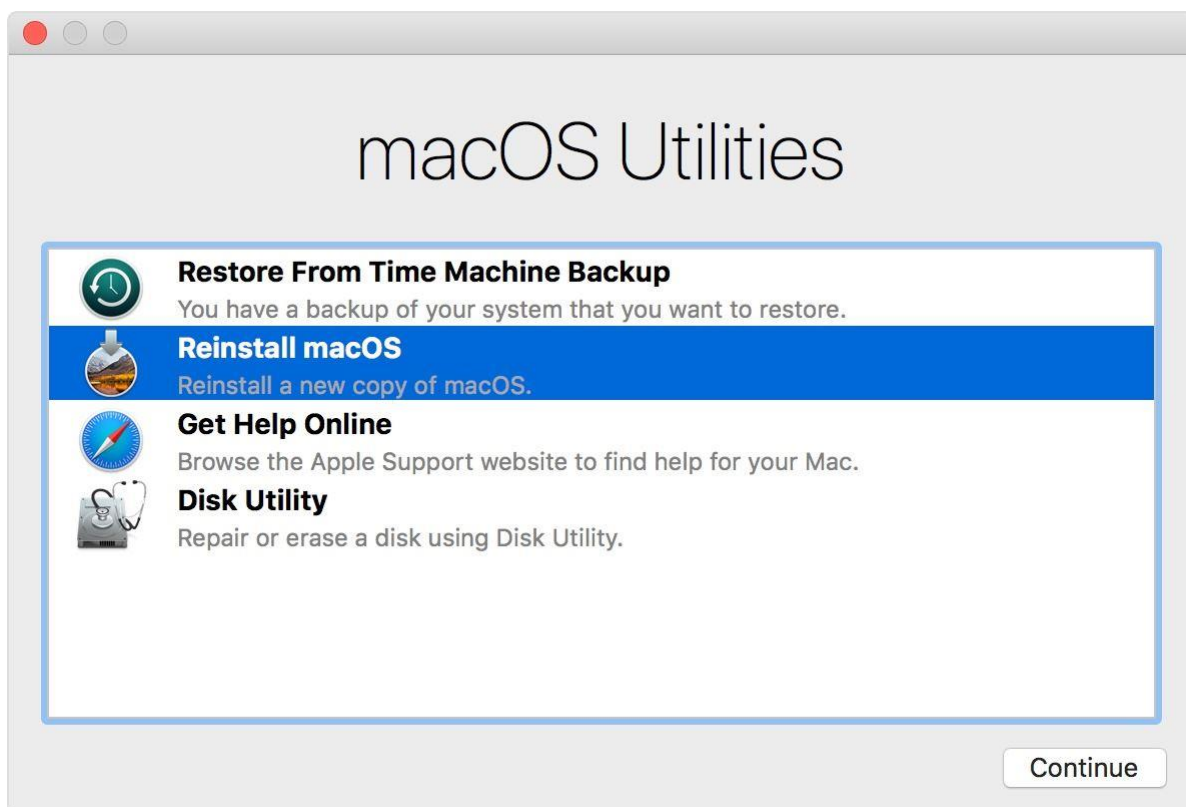 macOS Utilities
Restore From Time Machine Backup
You have a backup of your system that you want to restore.
Reinstall macOS
Reinstall a new copy of macOS.
Get Help Online
Browse the Apple Support website to find help for your Mac.
Disk Utility
Repair or erase a disk using Disk Utility.
Continue